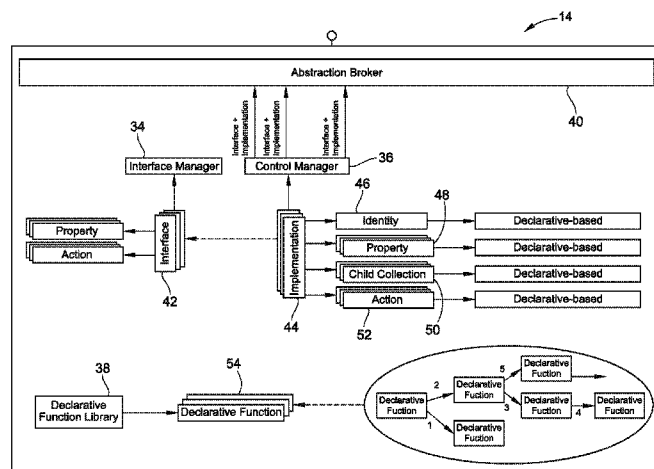 14
Abstraction Broker
40
Interface +
Implementation
Interface +
Implementation
Interface +
Implementation
34
Interface Manager
Control Manager
36
46
48
Identity
Declarative-based
Property
Declarative-based
Child Collection
Declarative-based
Action
Declarative-based
Property
Action
Interface
42
Implementation
44
52
50
38
Declarative
Function Library
54
Declarative Function
Declarative
Fuction
1
2
Declarative
Fuction
Declarative
Fuction
5
3
Declarative
Fuction
Declarative
Fuction
4
Declarative
Fuction